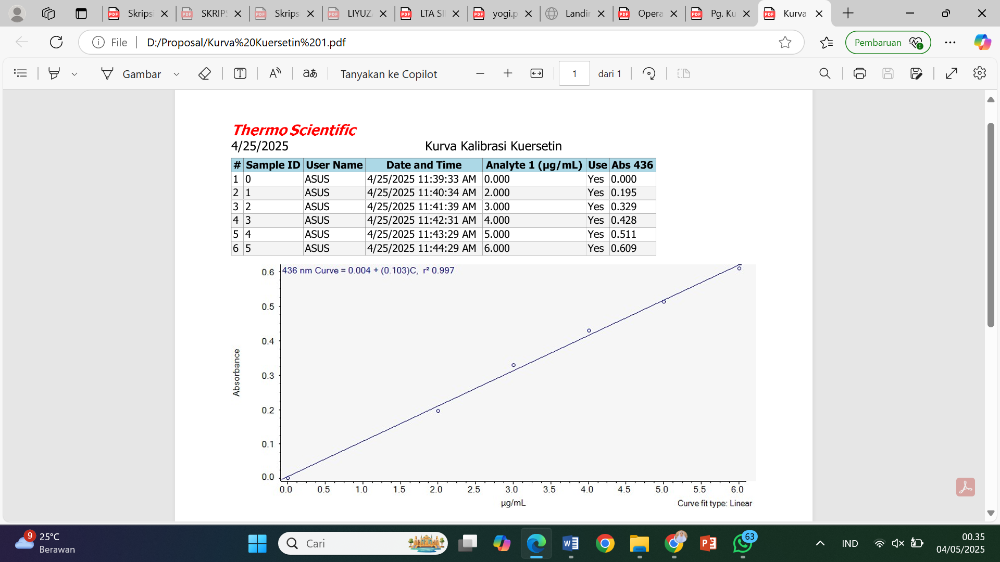 Skripsi
SKRIPS
Skrips
LIYUZ
LTA SI
yogi.p
Landin
Opera
Pg. Ku
Kurva
File
D:/Proposal/Kurva%20Kuersetin%201.pdf
Pembaruan
Gambar
Tanyakan ke Copilot
1
dari 1
Thermo Scientific
4/25/2025 Kurva Kalibrasi Kuersetin
# Sample ID User Name Date and Time Analyte 1 (µg/mL) Use Abs 436
1 0 ASUS 4/25/2025 11:39:33 AM 0.000 Yes 0.000
2 1 ASUS 4/25/2025 11:40:34 AM 2.000 Yes 0.195
3 2 ASUS 4/25/2025 11:41:39 AM 3.000 Yes 0.329
4 3 ASUS 4/25/2025 11:42:31 AM 4.000 Yes 0.428
5 4 ASUS 4/25/2025 11:43:29 AM 5.000 Yes 0.511
6 5 ASUS 4/25/2025 11:44:29 AM 6.000 Yes 0.609
436 nm Curve = 0.004 + (0.103)C, r² 0.997
0.6
0.5
0.4
0.3
0.2
0.1
0.0
Absorbance
0.0 0.5 1.0 1.5 2.0 2.5 3.0 3.5 4.0 4.5 5.0 5.5 6.0
µg/mL
Curve fit type: Linear
9
25°C
Berawan
Cari
63
IND
00.35
04/05/2025